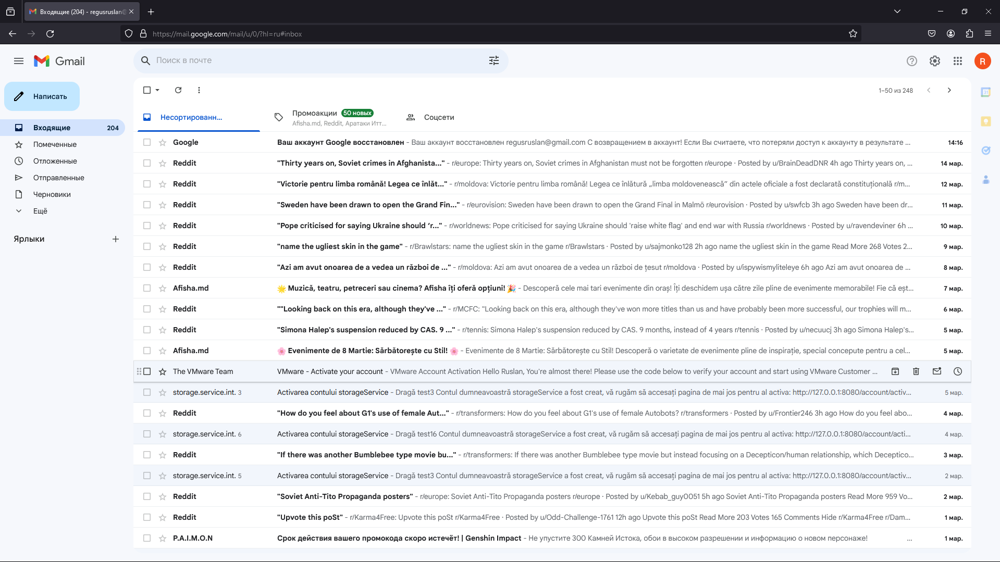 Входящие (204) - regusruslan@
https://mail.google.com/mail/u/0/?hl=ru#inbox
Gmail
Поиск в почте
R
Написать
1–50 из 248
31
Несортированн...
Промоакции 50 новых
Afisha.md, Reddit, Аратаки Итт...
Соцсети
Входящие 204
Помеченные
Отложенные
Отправленные
Черновики
Ещё
Ярлыки
Google Ваш аккаунт Google восстановлен - Ваш аккаунт восстановлен regusruslan@gmail.com С возвращением в аккаунт! Если Вы считаете, что потеряли доступ к аккаунту в результате ... 14:16
Reddit "Thirty years on, Soviet crimes in Afghanista..." - r/europe: Thirty years on, Soviet crimes in Afghanistan must not be forgotten r/europe · Posted by u/BrainDeadDNR 4h ago Thirty years on, ... 14 мар.
Reddit "Victorie pentru limba română! Legea ce înlăt..." - r/moldova: Victorie pentru limba română! Legea ce înlătură „limba moldovenească” din actele oficiale a fost declarată constituțională r/m... 12 мар.
Reddit "Sweden have been drawn to open the Grand Fin..." - r/eurovision: Sweden have been drawn to open the Grand Final in Malmö r/eurovision · Posted by u/swfcb 3h ago Sweden have been dr... 11 мар.
Reddit "Pope criticised for saying Ukraine should ‘r..." - r/worldnews: Pope criticised for saying Ukraine should 'raise white flag' and end war with Russia r/worldnews · Posted by u/ravendeviner 6h ... 10 мар.
Reddit "name the ugliest skin in the game" - r/Brawlstars: name the ugliest skin in the game r/Brawlstars · Posted by u/sajmonko128 2h ago name the ugliest skin in the game Read More 268 Votes 2... 9 мар.
Reddit "Azi am avut onoarea de a vedea un război de ..." - r/moldova: Azi am avut onoarea de a vedea un război de țesut r/moldova · Posted by u/ispywismyliteleye 6h ago Azi am avut onoarea de ... 8 мар.
Afisha.md 🌟 Muzică, teatru, petreceri sau cinema? Afisha îți oferă opțiuni! 🎉 - Descoperă cele mai tari evenimente din oraș! Îți deschidem ușa către zile pline de evenimente memorabile! Fie că eșt... 7 мар.
Reddit ""Looking back on this era, although they've ..." - r/MCFC: "Looking back on this era, although they've won more titles than us and have probably been more successful, our trophies will m... 6 мар.
Reddit "Simona Halep's suspension reduced by CAS. 9 ..." - r/tennis: Simona Halep's suspension reduced by CAS. 9 months, instead of 4 years r/tennis · Posted by u/necuucj 3h ago Simona Halep's... 5 мар.
Afisha.md 🌸 Evenimente de 8 Martie: Sărbătorește cu Stil! 🌸 - Evenimente de 8 Martie: Sărbătorește cu Stil! Descoperă o varietate de evenimente pline de inspirație, special concepute pentru a cel... 5 мар.
The VMware Team VMware - Activate your account - VMware Account Activation Hello Ruslan, You're almost there! Please use the code below to verify your account and start using VMware Customer ...
storage.service.int. 3 Activarea contului storageService - Dragă test3 Contul dumneavoastră storageService a fost creat, vă rugăm să accesați pagina de mai jos pentru al activa: http://127.0.0.1:8080/account/activ... 5 мар.
Reddit "How do you feel about G1's use of female Aut..." - r/transformers: How do you feel about G1's use of female Autobots? r/transformers · Posted by u/Frontier246 3h ago How do you feel abo... 4 мар.
storage.service.int. 6 Activarea contului storageService - Dragă test16 Contul dumneavoastră storageService a fost creat, vă rugăm să accesați pagina de mai jos pentru al activa: http://127.0.0.1:8080/account/acti... 4 мар.
Reddit "If there was another Bumblebee type movie bu..." - r/transformers: If there was another Bumblebee type movie but instead focusing on a Decepticon/human relationship, which Deceptico... 3 мар.
storage.service.int. 5 Activarea contului storageService - Dragă test3 Contul dumneavoastră storageService a fost creat, vă rugăm să accesați pagina de mai jos pentru al activa: http://127.0.0.1:8080/account/activ... 2 мар.
Reddit "Soviet Anti-Tito Propaganda posters" - r/europe: Soviet Anti-Tito Propaganda posters r/europe · Posted by u/Kebab_guy0051 5h ago Soviet Anti-Tito Propaganda posters Read More 959 Vo... 2 мар.
Reddit "Upvote this poSt" - r/Karma4Free: Upvote this poSt r/Karma4Free · Posted by u/Odd-Challenge-1761 12h ago Upvote this poSt Read More 203 Votes 165 Comments Hide r/Karma4Free r/Dam... 1 мар.
P.A.I.M.O.N Срок действия вашего промокода скоро истечёт! | Genshin Impact - Не упустите 300 Камней Истока, обои в высоком разрешении и информацию о новом персонаже! ... 1 мар.